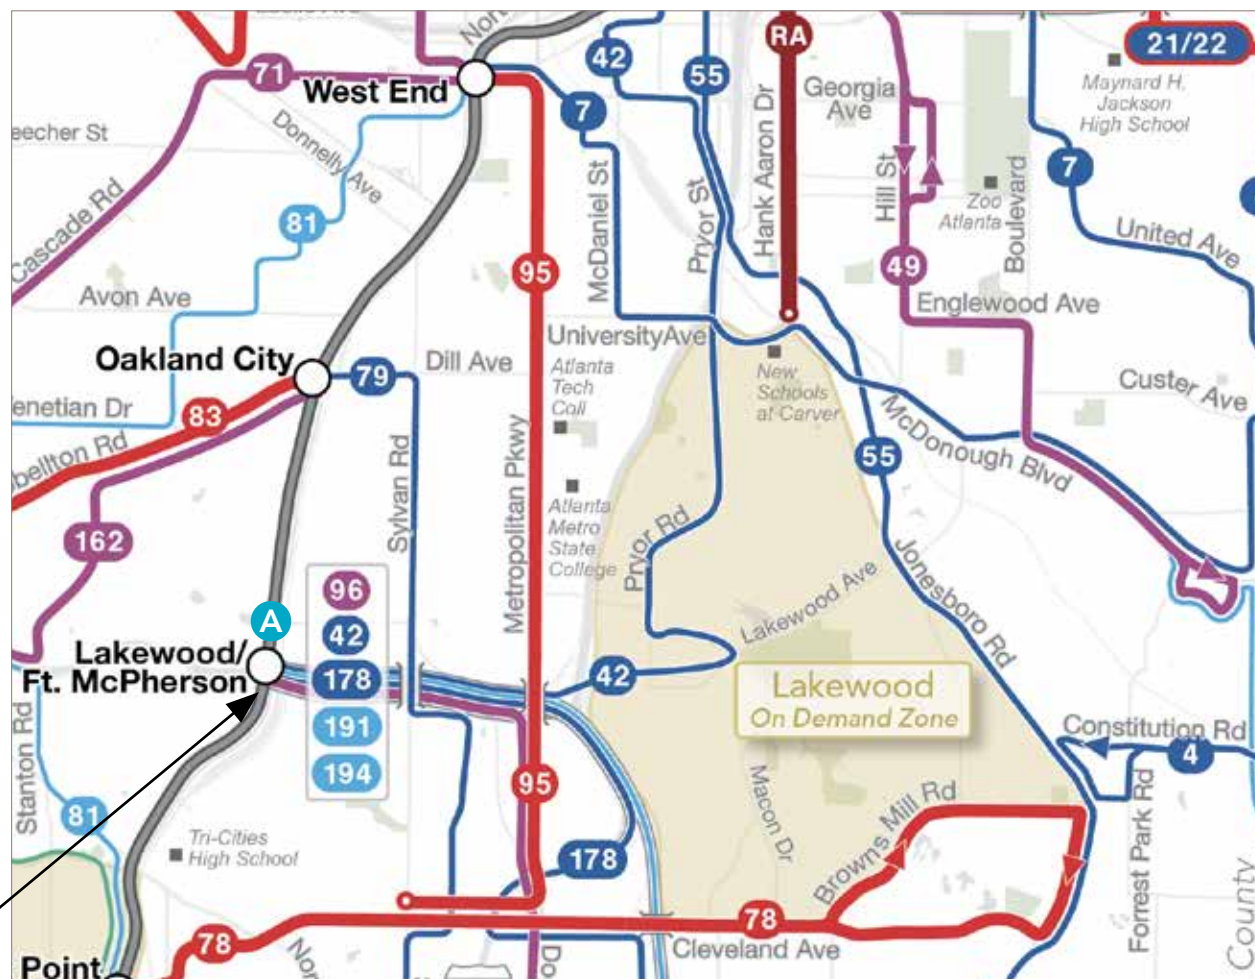 Nor
RA
21/22
42
55
71
West End
Georgia
Ave
Maynard H.
Jackson
High School
7
Hank Aaron Dr
eecher St
Donnelly Ave
Hill St
7
Cascade Rd
81
McDaniel St
Pryor St
Zoo
Atlanta
Boulevard
United Ave
95
49
Avon Ave
Englewood Ave
UniversityAve
Oakland City
79
Dill Ave
Atlanta
Tech
Coll
New
Schools
at Carver
Custer Ave
enetian Dr
83
McDonough Blvd
bellton Rd
Sylvan Rd
Metropolitan Pkwy
55
Atlanta
Metro
State
College
162
Pryor Rd
Jonesboro Rd
96
A
42
Lakewood Ave
Lakewood/
Ft. McPherson
178
42
Lakewood
On Demand Zone
191
194
Stanton Rd
Constitution Rd
4
95
81
Macon Dr
Browns Mill Rd
Forrest Park Rd
Tri-Cities
High School
178
County
78
78
Cleveland Ave
Nor
Do
Point